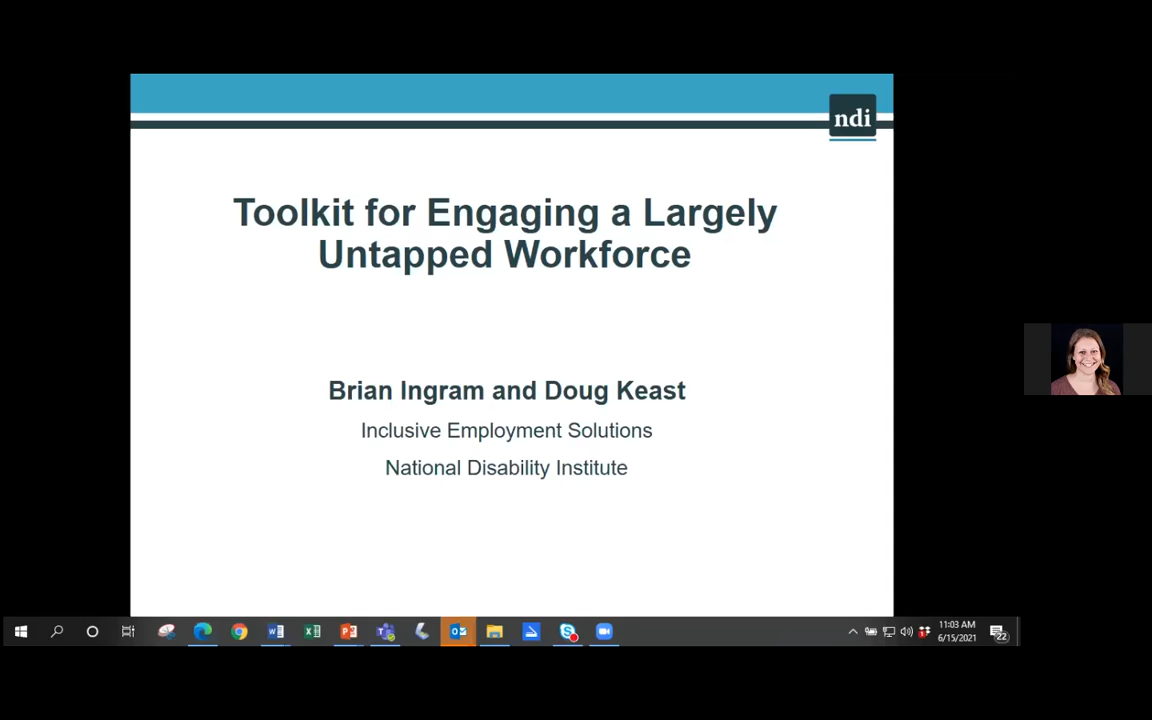 ndi
Toolkit for Engaging a Largely
Untapped Workforce
Brian Ingram and Doug Keast
Inclusive Employment Solutions
National Disability Institute
11:03 AM
6/15/2021
22